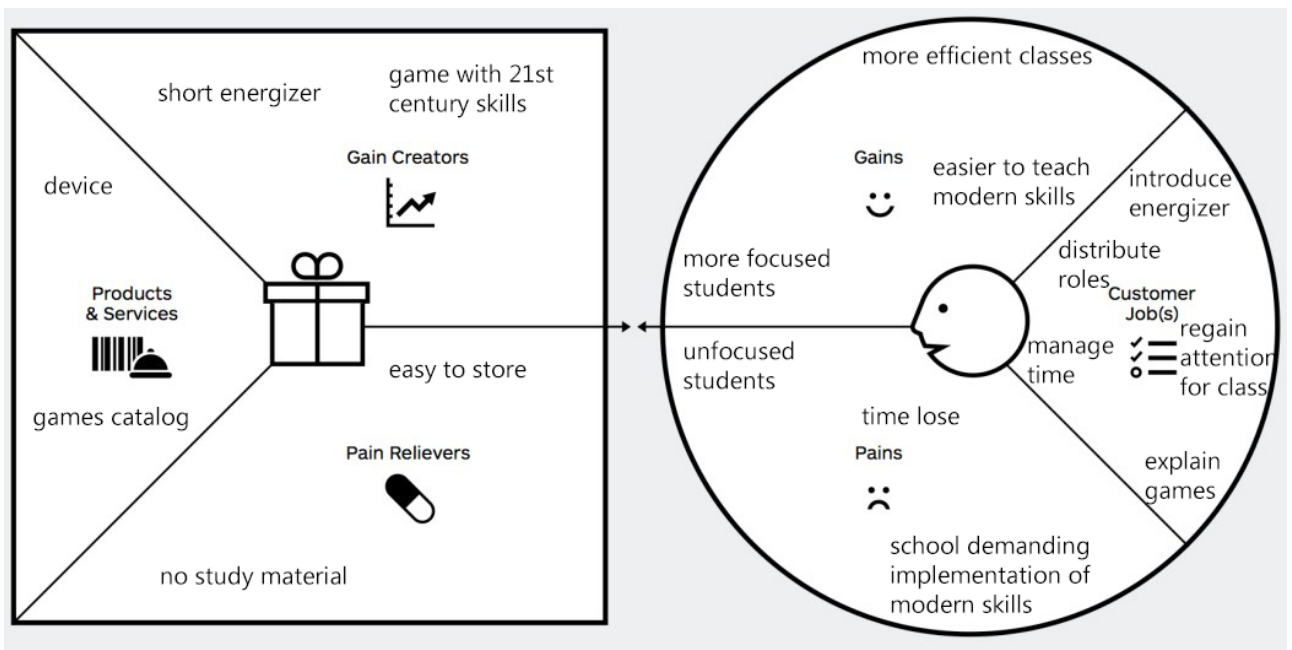 short energizer
game with 21st
century skills
Gain Creators
device
Products
& Services
games catalog
easy to store
Pain Relievers
no study material
more efficient classes
Gains
easier to teach
modern skills
more focused
students
introduce
energizer
distribute
roles
Customer
Job(s)
regain
attention
for class
manage
time
explain
games
unfocused
students
time lose
Pains
school demanding
implementation of
modern skills